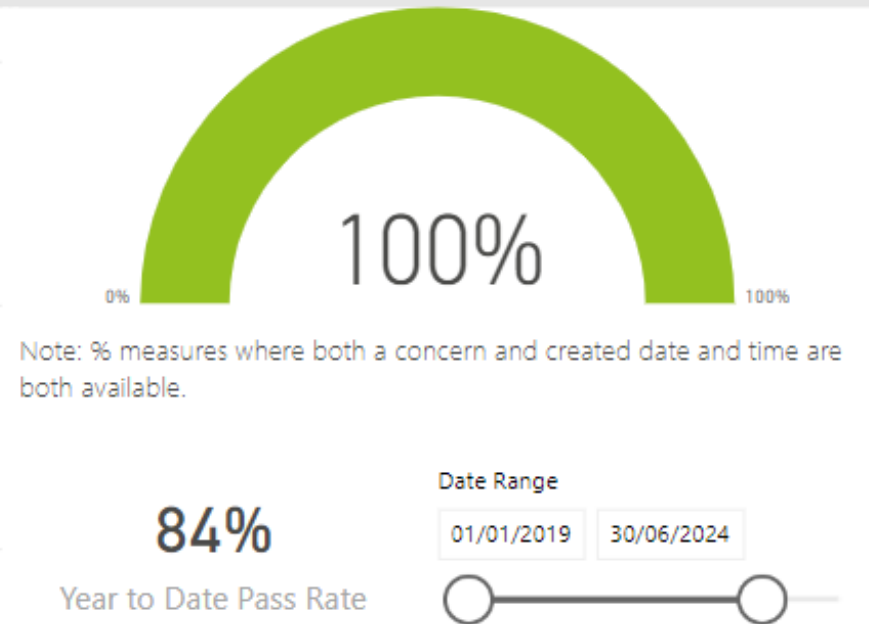 100%
0%
100%
Note: % measures where both a concern and created date and time are
both available.
84%
Year to Date Pass Rate
Date Range
01/01/2019
30/06/2024